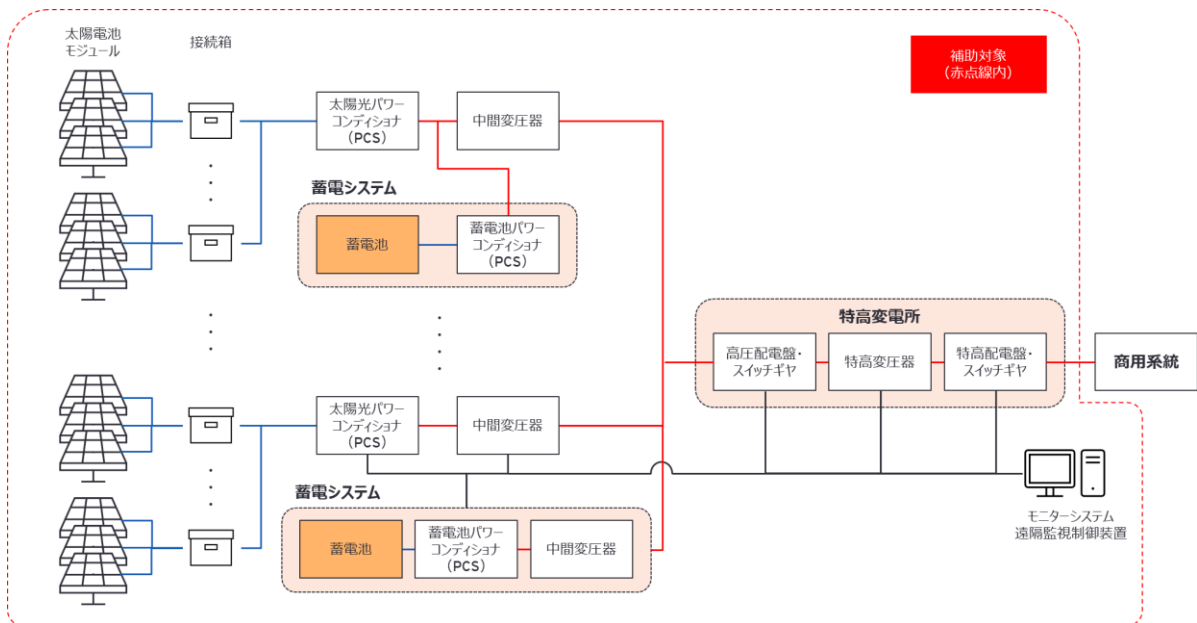 太陽電池
モジュール
接続箱
補助対象
(赤点線内)
太陽光パワー
コンディショナ
(PCS)
中間変圧器
蓄電システム
蓄電池
蓄電池パワー
コンディショナ
(PCS)
特高変電所
高圧配電盤・
スイッチギヤ
特高変圧器
特高配電盤・
スイッチギヤ
商用系統
太陽光パワー
コンディショナ
(PCS)
中間変圧器
蓄電システム
蓄電池
蓄電池パワー
コンディショナ
(PCS)
中間変圧器
モニターシステム
遠隔監視制御装置